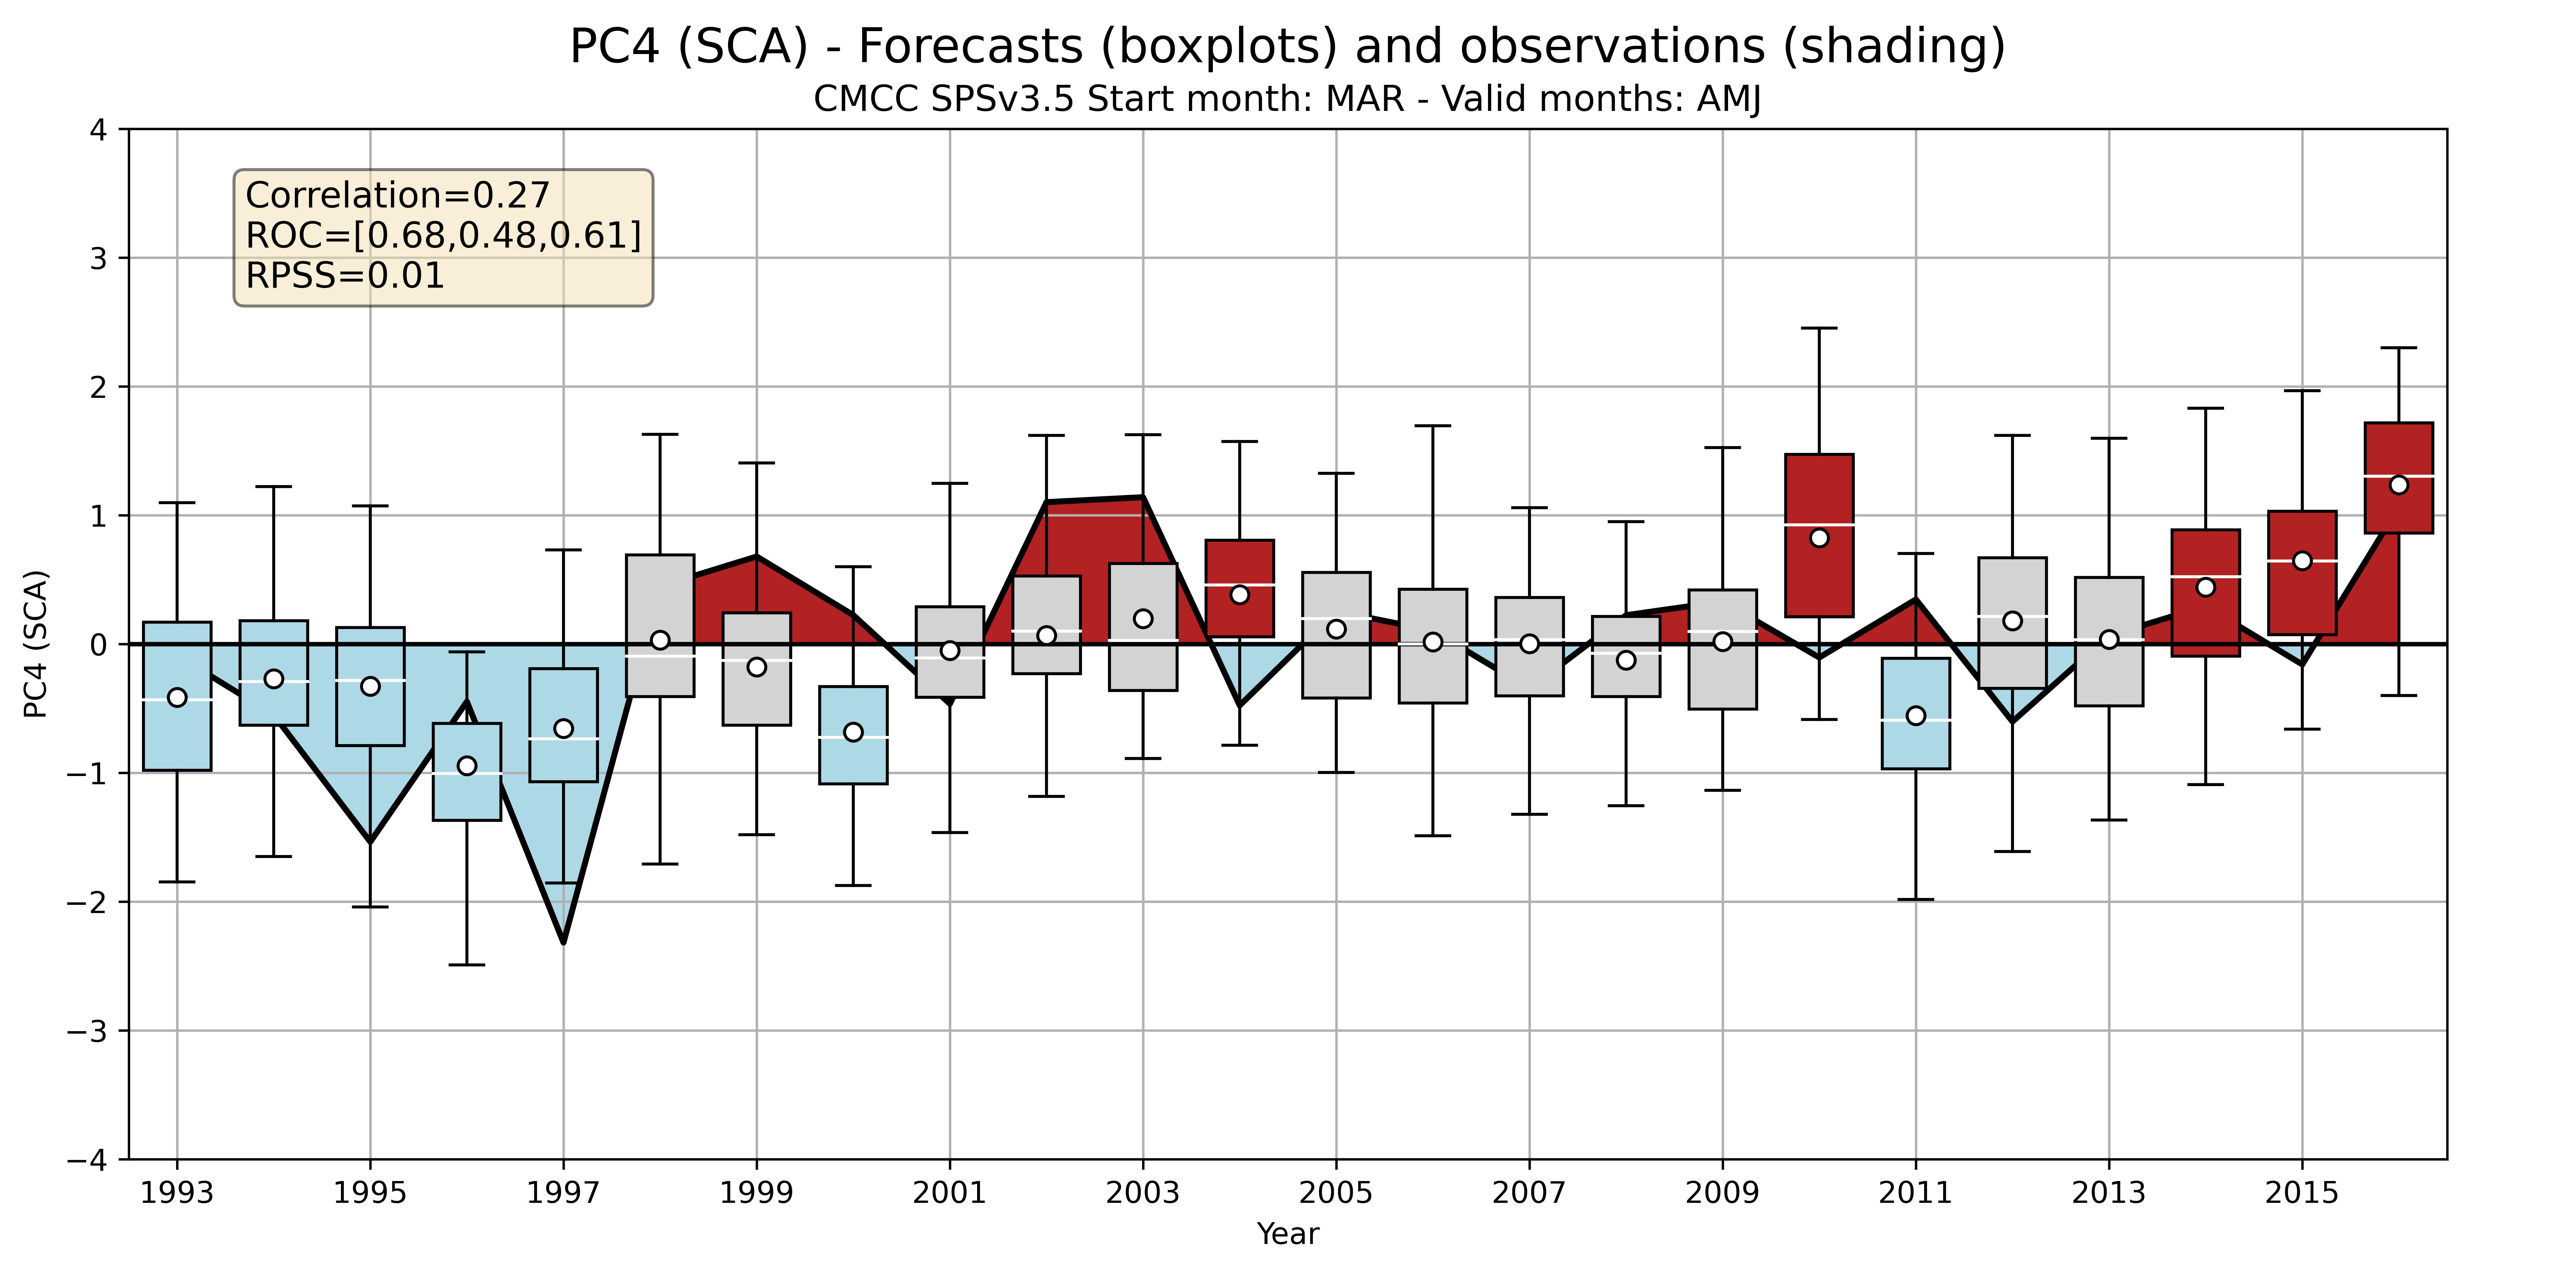 PC4 (SCA) - Forecasts (boxplots) and observations (shading)
CMCC SPSv3.5 Start month: MAR - Valid months: AMJ
Correlation=0.27
ROC=[0.68,0.48,0.61]
RPSS=0.01
PC4 (SCA)
4
3
2
1
0
−1
−2
−3
−4
1993 1995 1997 1999 2001 2003 2005 2007 2009 2011 2013 2015
Year